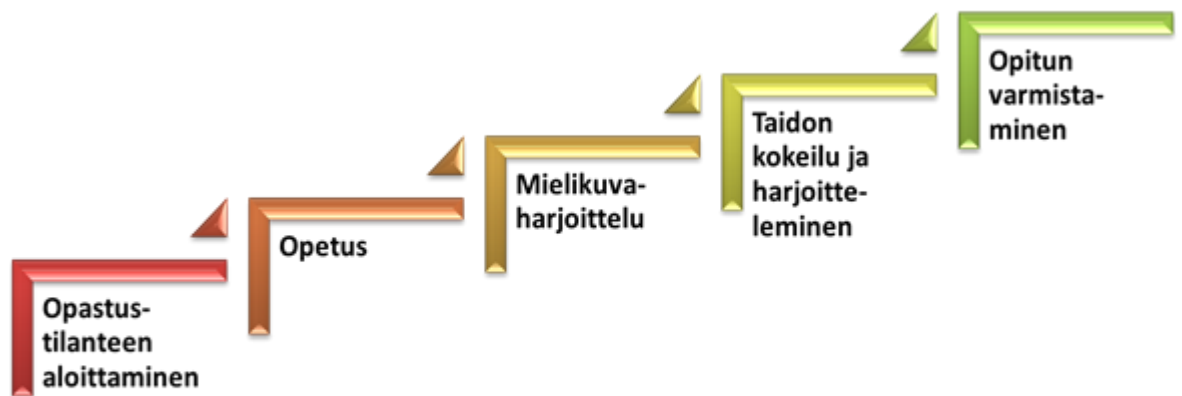 Opastus-
tilanteen
aloittaminen
Opetus
Mielikuva-
harjoittelu
Taidon
kokeilu ja
harjoitte-
leminen
Opitun
varmista-
minen